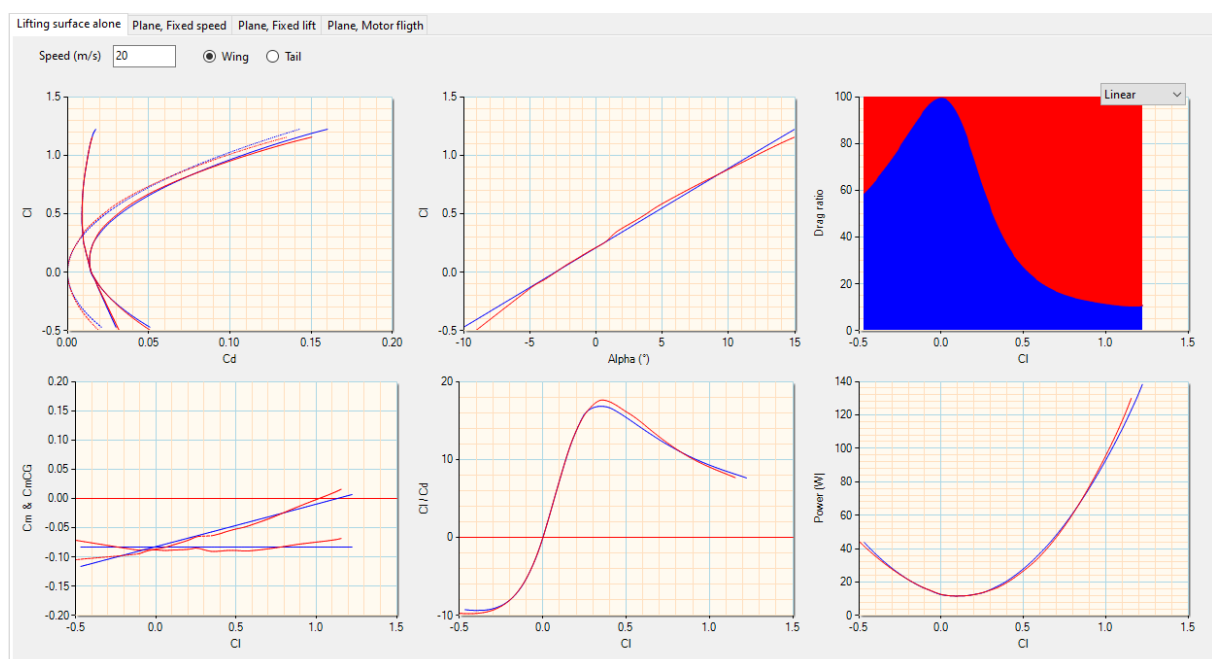 Lifting surface alone Plane, Fixed speed Plane, Fixed lift Plane, Motor fligth
Speed (m/s) 20 Wing Tail
Linear
1.5
1.0
0.5
0.0
-0.5
Cl
0.00 0.05 0.10 0.15 0.20
Cd
1.5
1.0
0.5
0.0
-0.5
Cl
-10 -5 0 5 10 15
Alpha (°)
100
80
60
40
20
0
Drag ratio
-0.5 0.0 0.5 1.0 1.5
Cl
0.20
0.15
0.10
0.05
0.00
-0.05
-0.10
-0.15
-0.20
Cm & CmCG
-0.5 0.0 0.5 1.0 1.5
Cl
20
10
0
-10
Cl / Cd
-0.5 0.0 0.5 1.0 1.5
Cl
140
120
100
80
60
40
20
0
Power (W)
-0.5 0.0 0.5 1.0 1.5
Cl